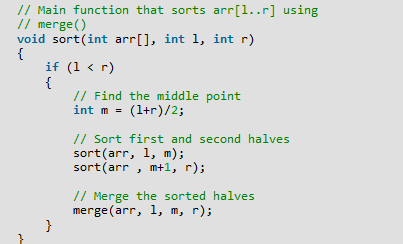 // Main function that sorts arr[l..r] using
// merge()
void sort(int arr[], int l, int r)
{
if (l < r)
{
// Find the middle point
int m = (l+r)/2;
// Sort first and second halves
sort(arr, l, m);
sort(arr , m+1, r);
// Merge the sorted halves
merge(arr, l, m, r);
}
}